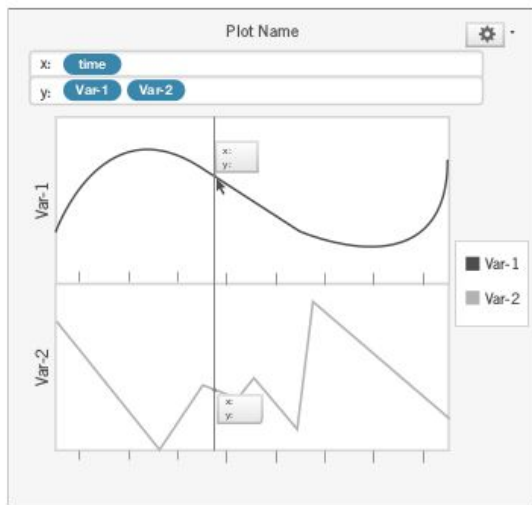 Plot Name
x: time
y: Var-1 Var-2
Var-1
x:
y:
Var-1
Var-2
Var-2
x:
y: